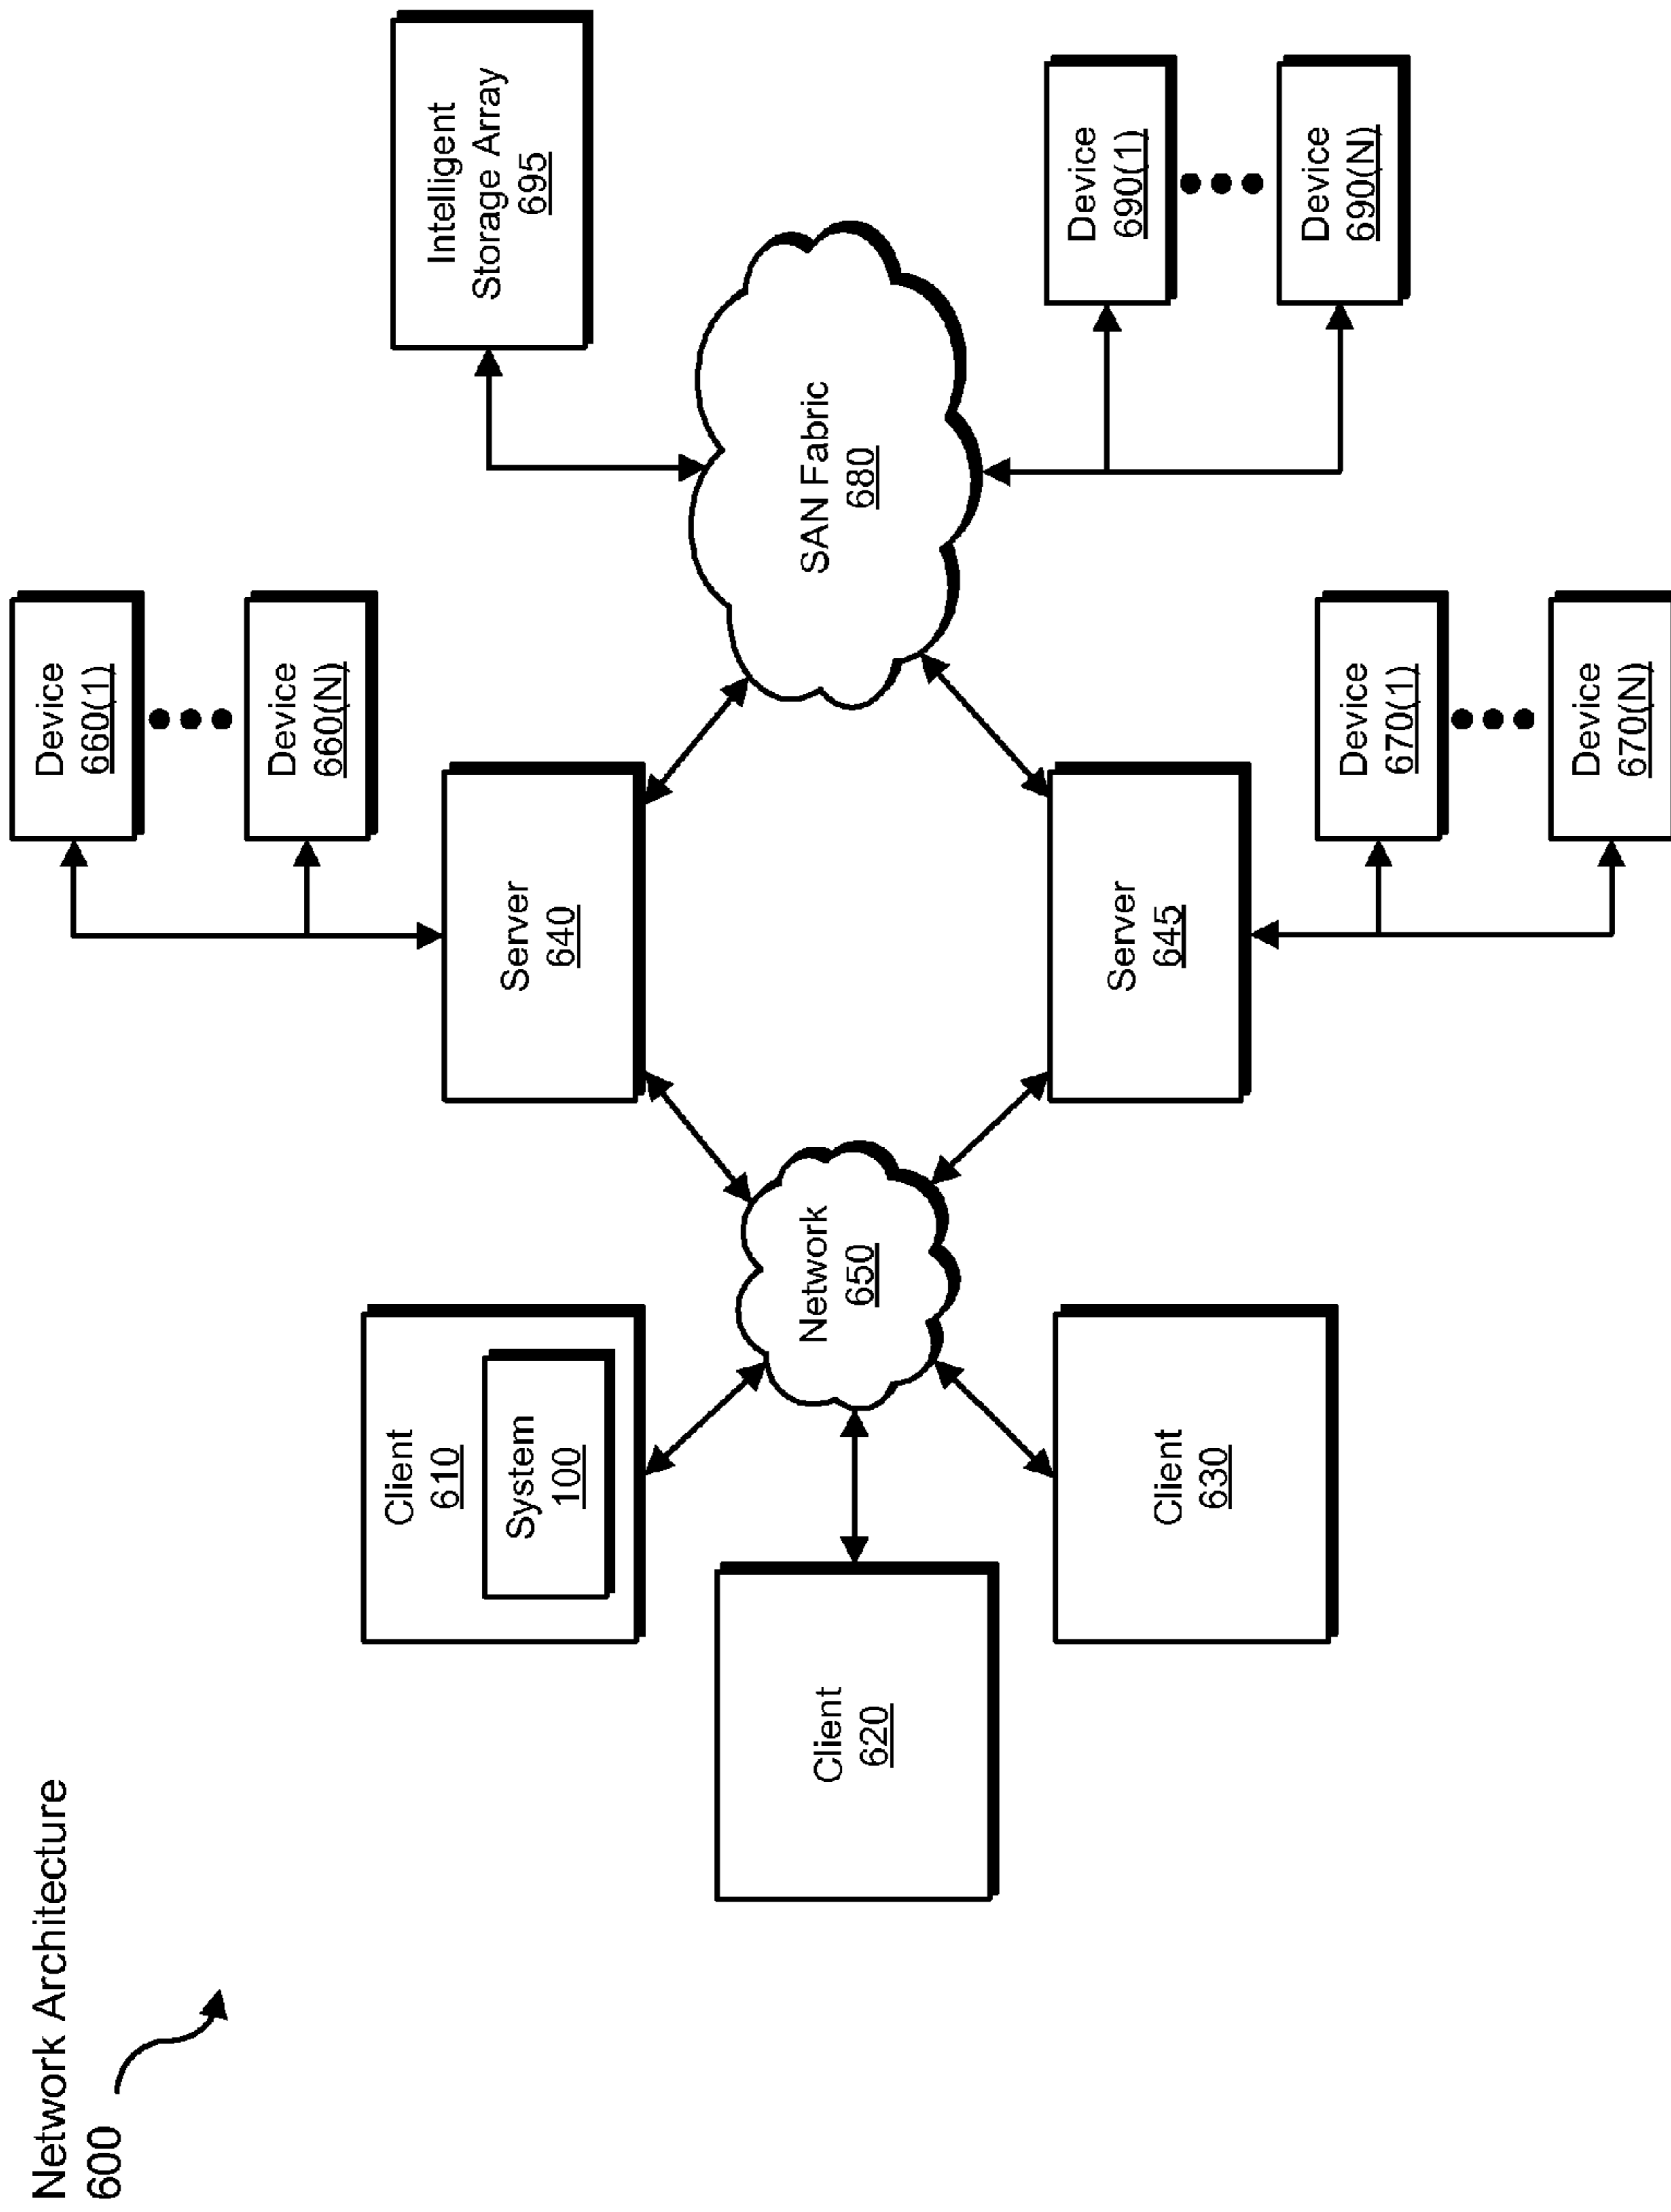 Network Architecture
600
Client
610
System
100
Client
620
Client
630
Network
650
Server
640
Server
645
Device
660(1)
Device
660(N)
Device
670(1)
Device
670(N)
SAN Fabric
680
Intelligent
Storage Array
695
Device
690(1)
Device
690(N)